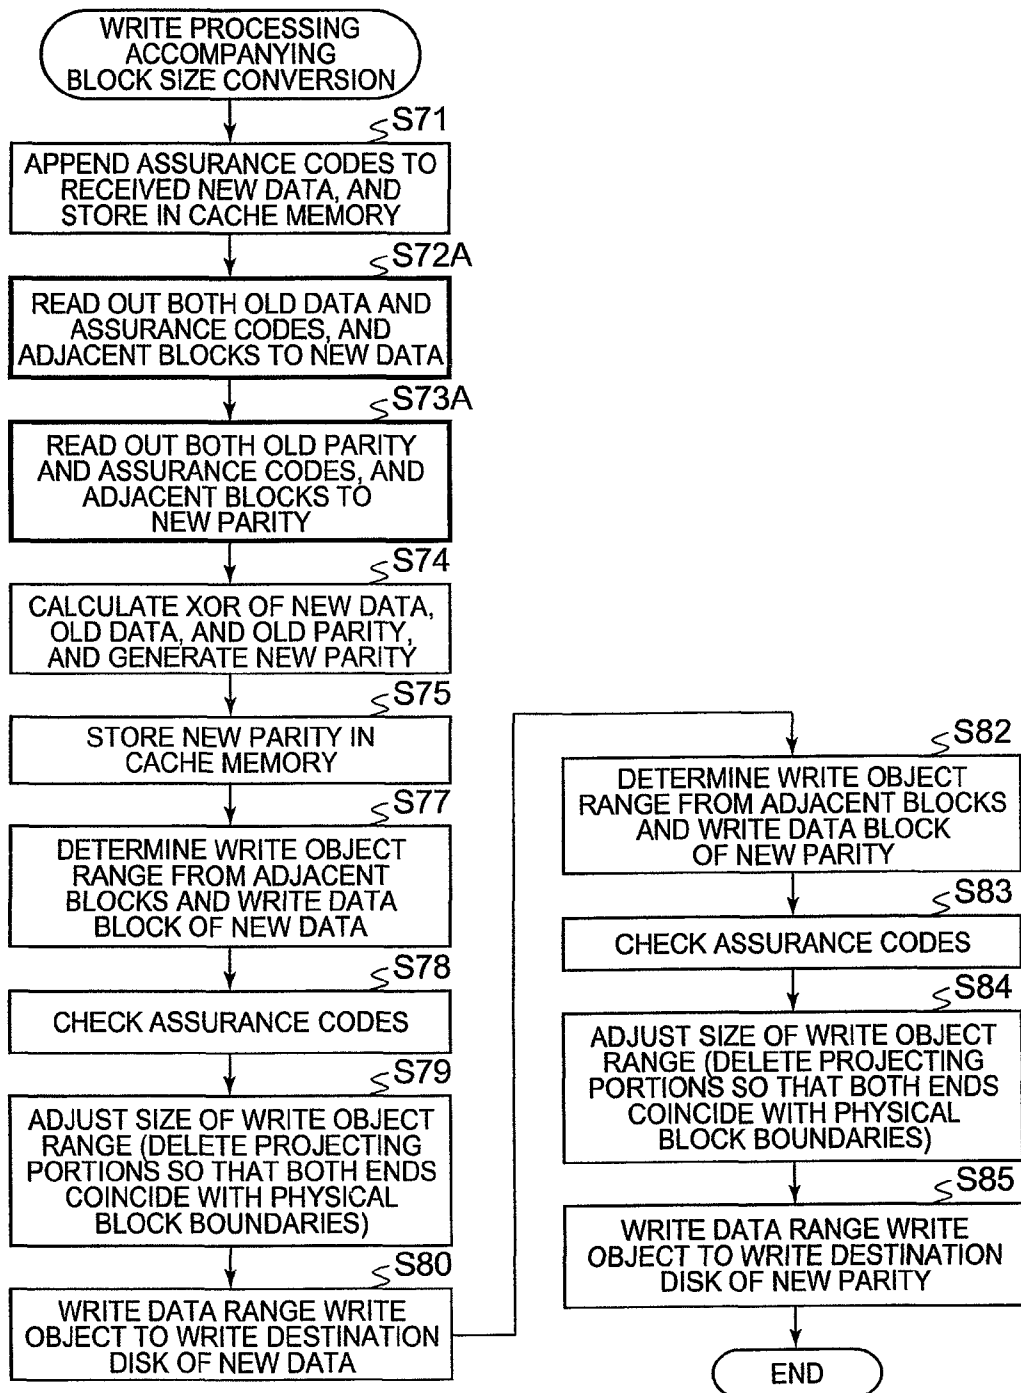 WRITE PROCESSING
ACCOMPANYING
BLOCK SIZE CONVERSION
S71
APPEND ASSURANCE CODES TO
RECEIVED NEW DATA, AND
STORE IN CACHE MEMORY
S72A
READ OUT BOTH OLD DATA AND
ASSURANCE CODES, AND
ADJACENT BLOCKS TO NEW DATA
S73A
READ OUT BOTH OLD PARITY
AND ASSURANCE CODES, AND
ADJACENT BLOCKS TO
NEW PARITY
S74
CALCULATE XOR OF NEW DATA,
OLD DATA, AND OLD PARITY,
AND GENERATE NEW PARITY
S75
STORE NEW PARITY IN
CACHE MEMORY
S77
DETERMINE WRITE OBJECT
RANGE FROM ADJACENT
BLOCKS AND WRITE DATA
BLOCK OF NEW DATA
S78
CHECK ASSURANCE CODES
S79
ADJUST SIZE OF WRITE OBJECT
RANGE (DELETE PROJECTING
PORTIONS SO THAT BOTH ENDS
COINCIDE WITH PHYSICAL
BLOCK BOUNDARIES)
S80
WRITE DATA RANGE WRITE
OBJECT TO WRITE DESTINATION
DISK OF NEW DATA
S82
DETERMINE WRITE OBJECT
RANGE FROM ADJACENT BLOCKS
AND WRITE DATA BLOCK
OF NEW PARITY
S83
CHECK ASSURANCE CODES
S84
ADJUST SIZE OF WRITE OBJECT
RANGE (DELETE PROJECTING
PORTIONS SO THAT BOTH ENDS
COINCIDE WITH PHYSICAL
BLOCK BOUNDARIES)
S85
WRITE DATA RANGE WRITE
OBJECT TO WRITE DESTINATION
DISK OF NEW PARITY
END